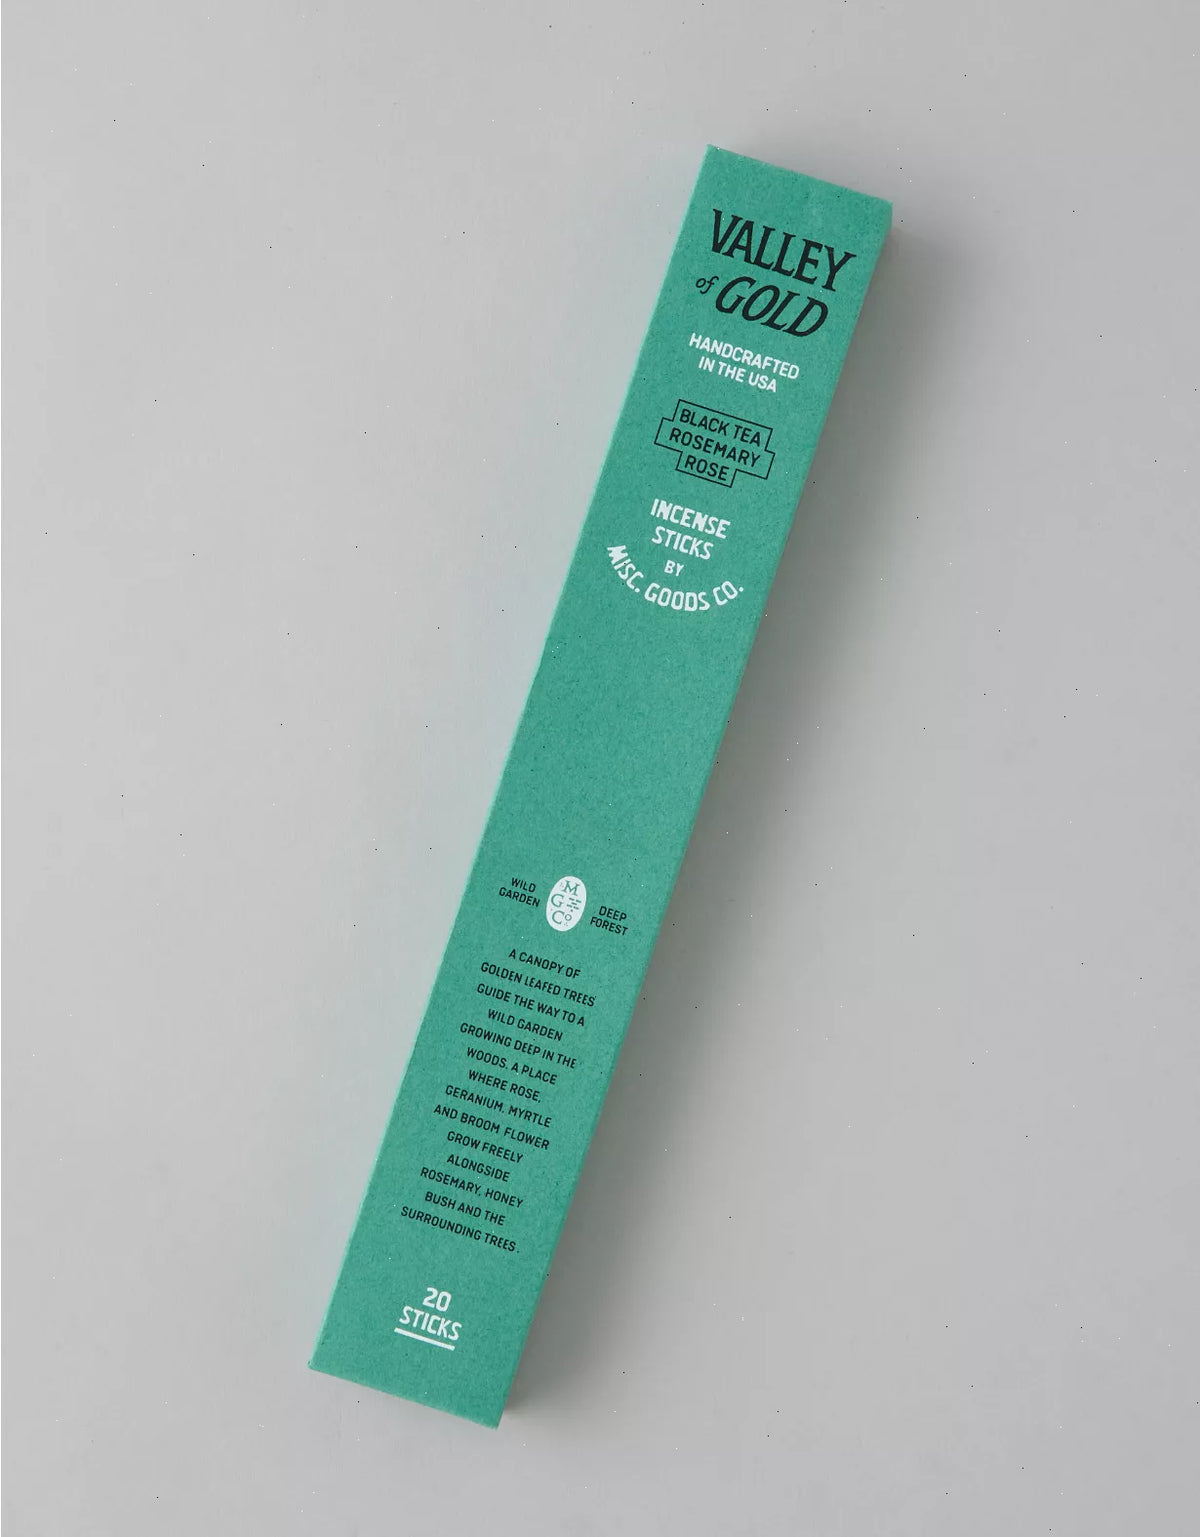 VALLEY
of GOLD
HANDCRAFTED
IN THE USA
BLACK TEA
ROSEMARY
ROSE
INCENSE
STICKS
BY
MISC. GOODS CO.
WILD
GARDEN
M
G
C
DEEP
FOREST
A CANOPY OF
GOLDEN LEAFED TREES
GUIDE THE WAY TO A
WILD GARDEN
GROWING DEEP IN THE
WOODS. A PLACE
WHERE ROSE,
GERANIUM, MYRTLE
AND BROOM FLOWER
GROW FREELY
ALONGSIDE
ROSEMARY, HONEY
BUSH AND THE
SURROUNDING TREES.
20
STICKS